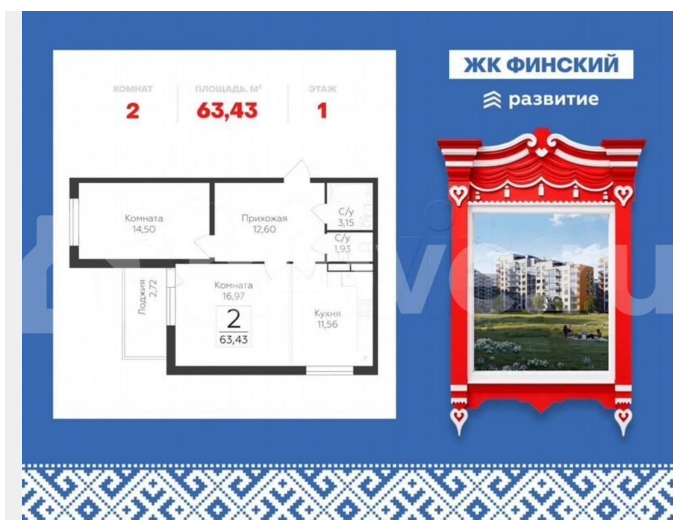 ЖК ФИНСКИЙ
развитие
КОМНАТ
ПЛОЩАДЬ, М²
ЭТАЖ
2
63,43
1
Комната
14,50
Прихожая
12,60
С/у
3,15
С/у
1,93
Лоджия
2,72
Комната
16,97
Кухня
11,56
2
63,43